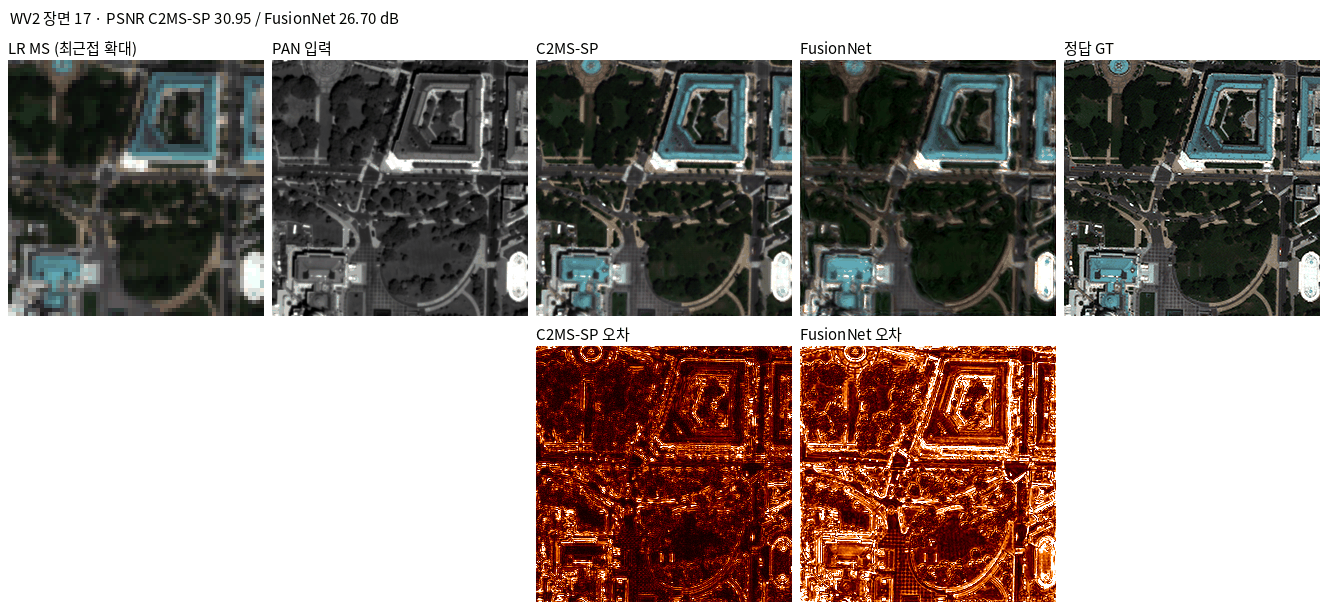 WV2 장면 17 · PSNR C2MS-SP 30.95 / FusionNet 26.70 dB
LR MS (최근접 확대)
PAN 입력
C2MS-SP
FusionNet
정답 GT
C2MS-SP 오차
FusionNet 오차